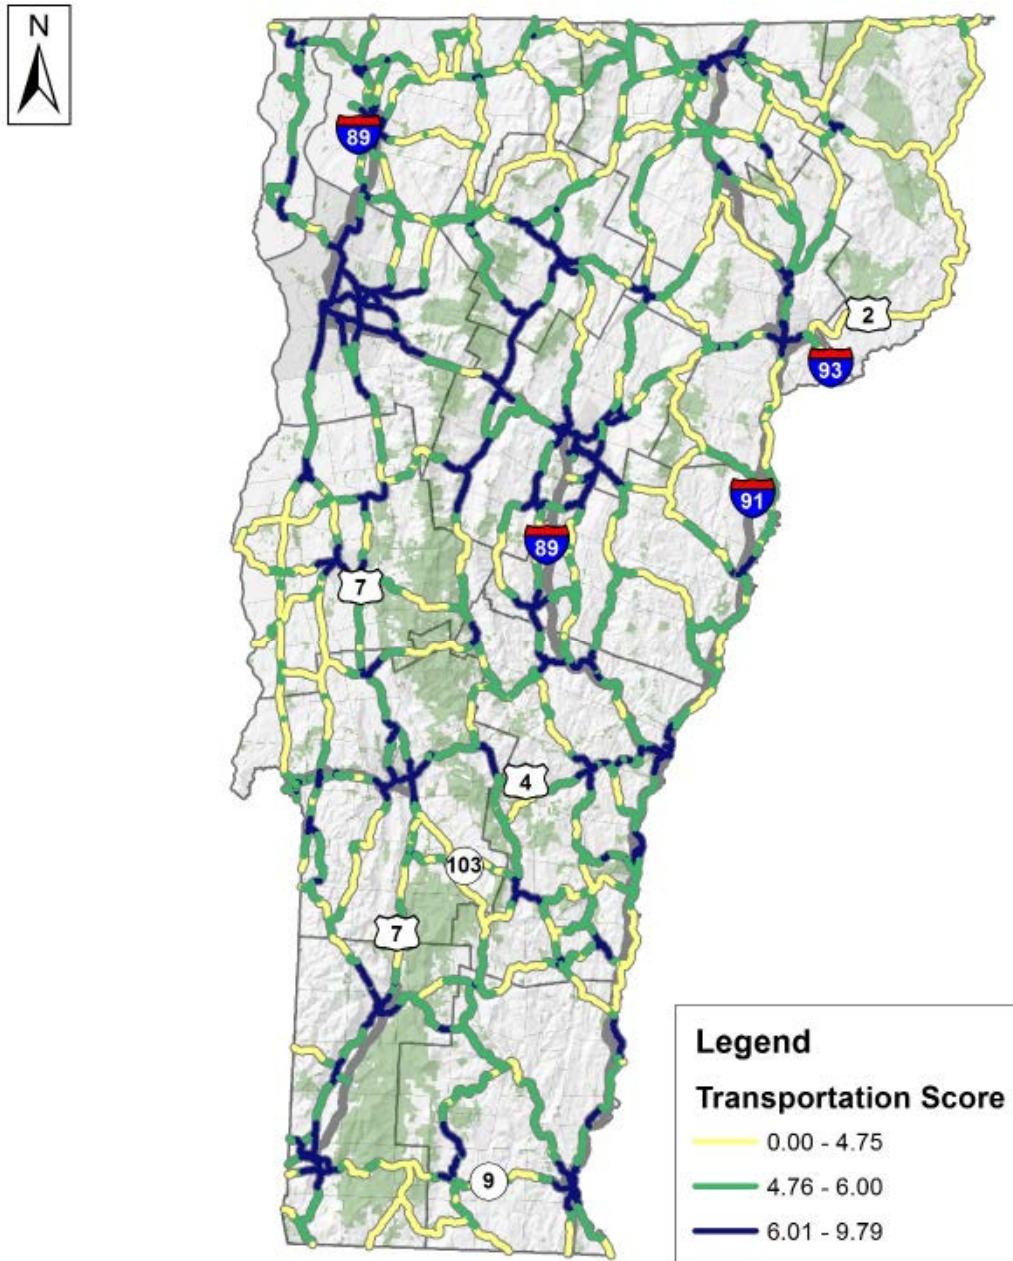 N
89
2
93
91
89
7
4
103
7
9
Legend
Transportation Score
0.00 - 4.75
4.76 - 6.00
6.01 - 9.79